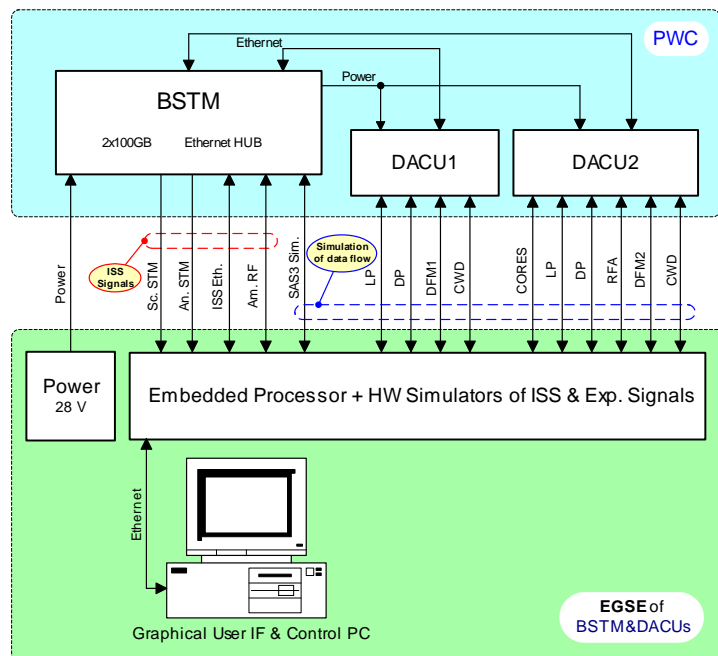 Ethernet
PWC
Power
BSTM
2x100GB Ethernet HUB
DACU1
DACU2
ISS
Signals
Simulation
of data flow
Power
Sc. STM
An. STM
ISS Eth.
Am. RF
SAS3 Sim.
LP
DP
DFM1
CWD
CORES
LP
DP
RFA
DFM2
CWD
Power
28 V
Embedded Processor + HW Simulators of ISS & Exp. Signals
Ethernet
Graphical User IF & Control PC
EGSE of
BSTM&DACUs